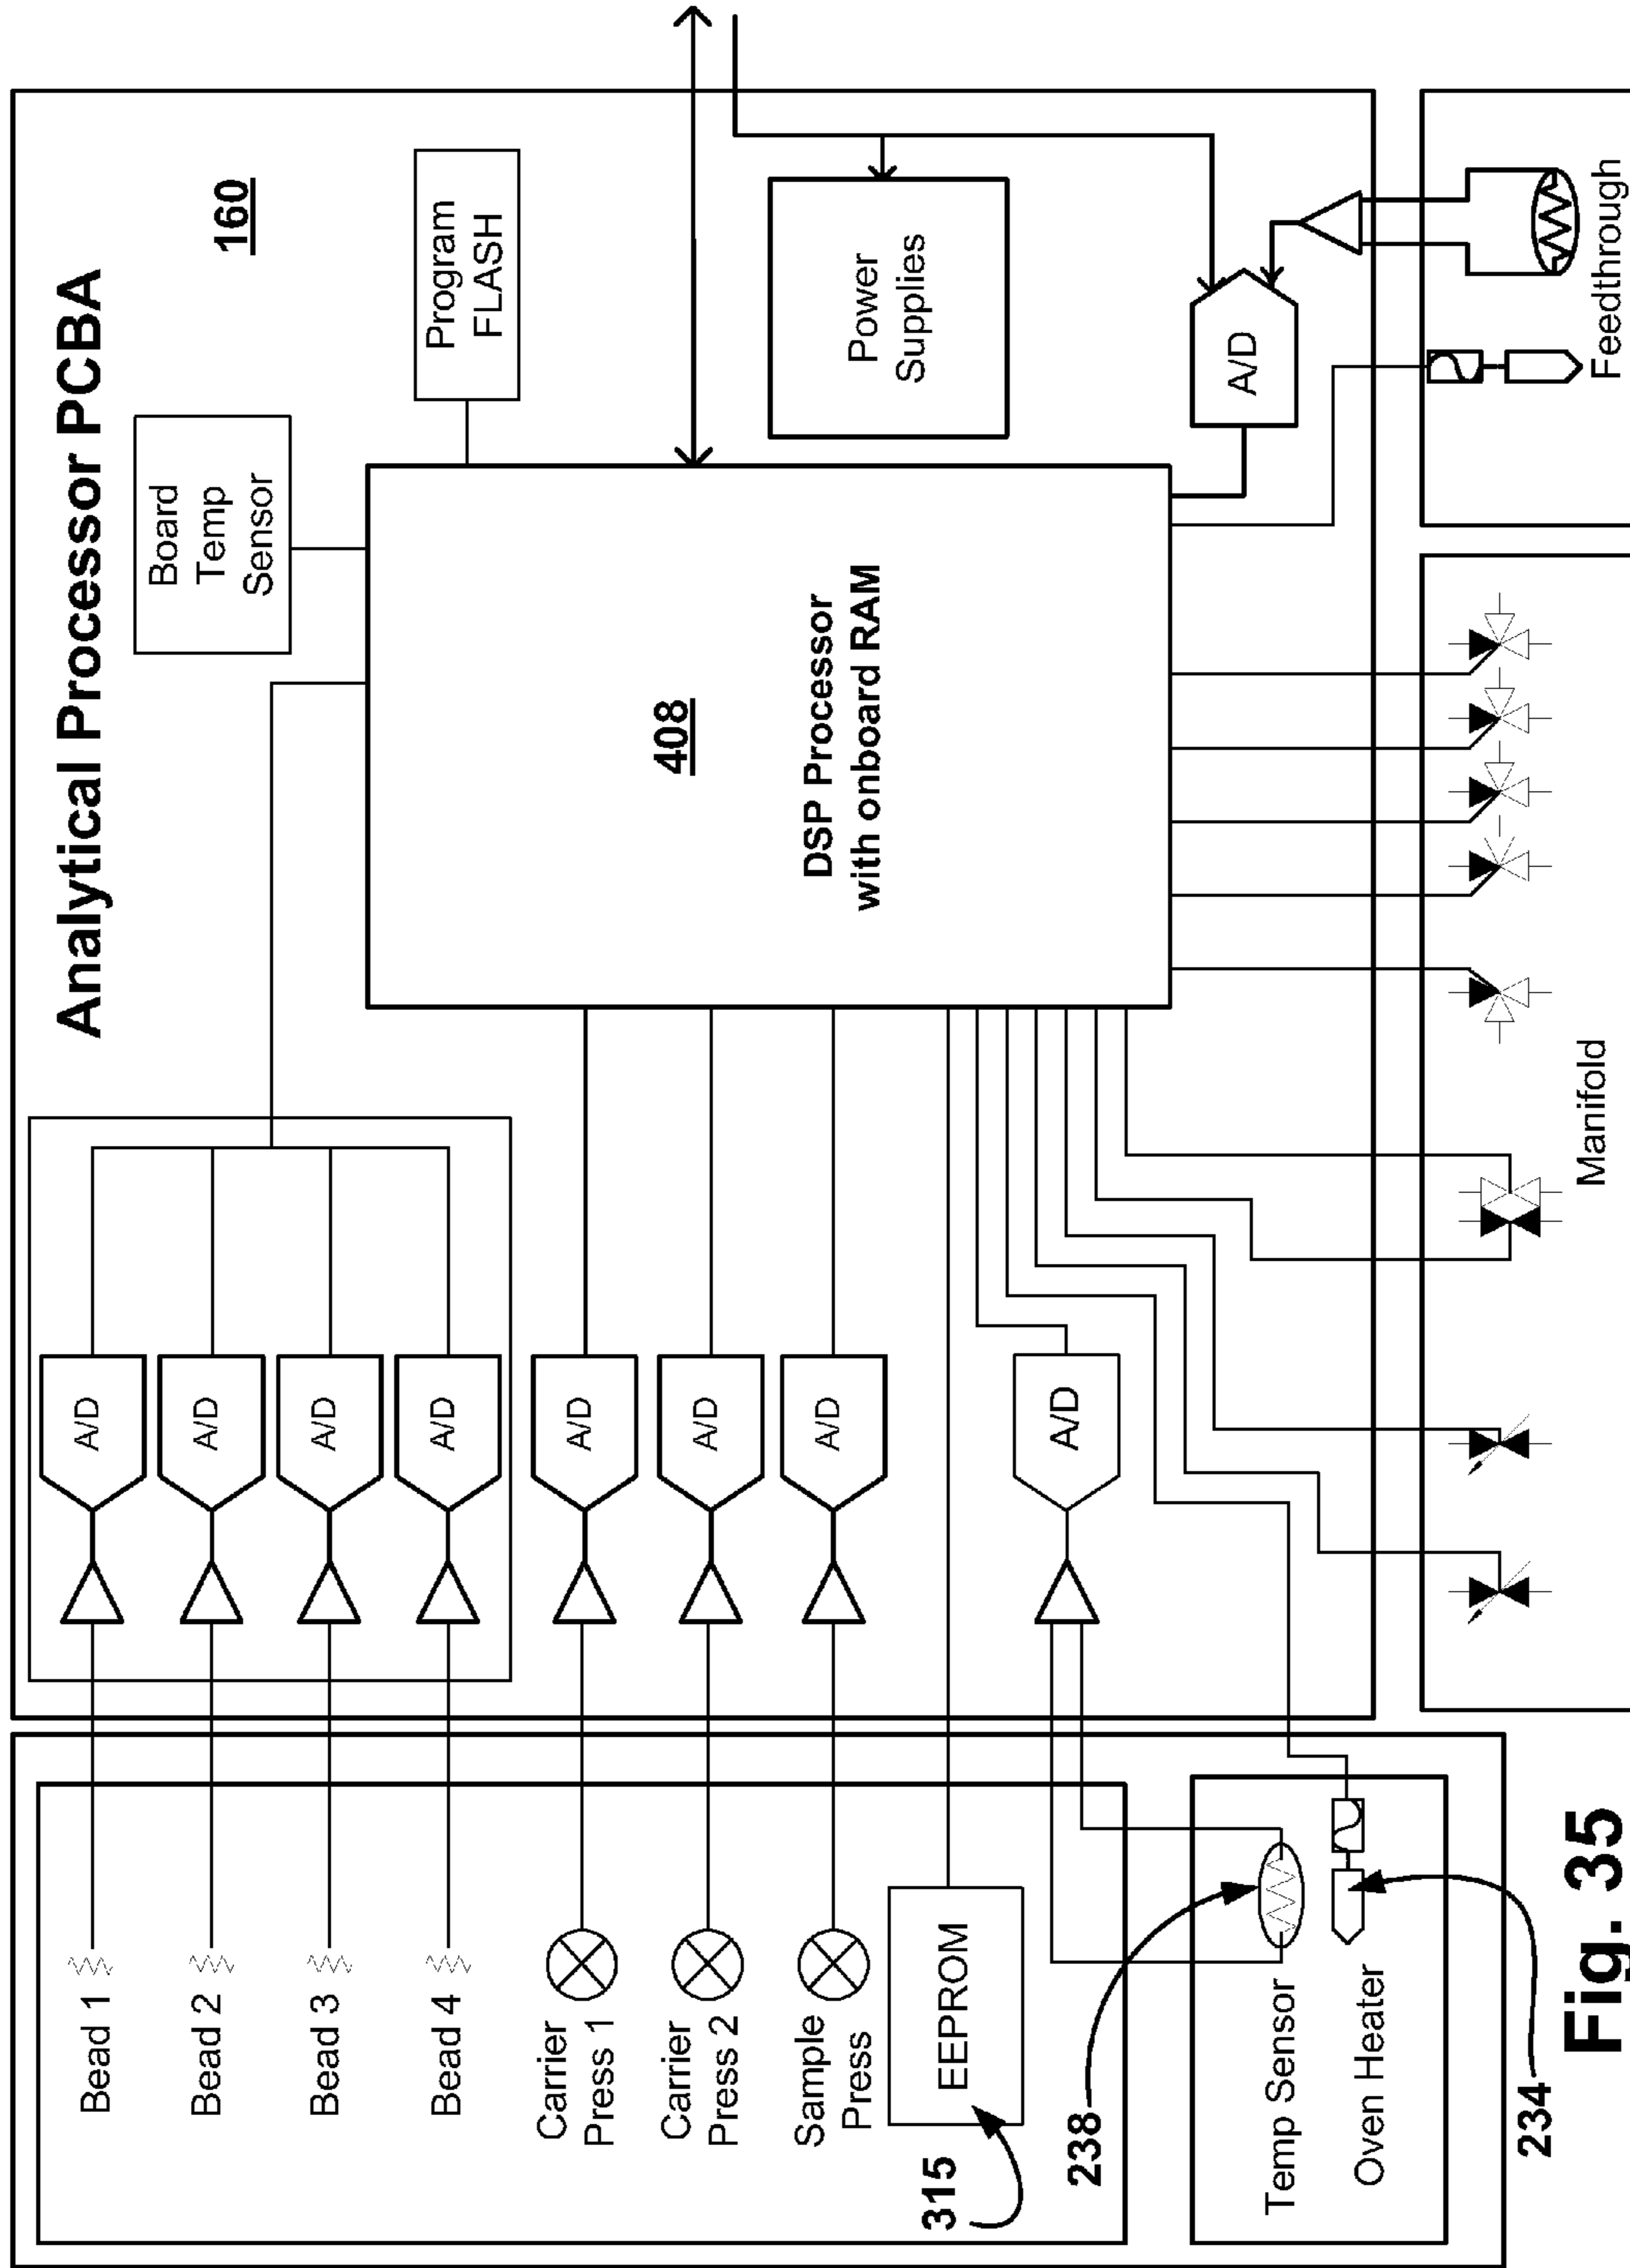 Analytical Processor PCBA
160
Bead 1
Bead 2
Bead 3
Bead 4
Carrier
Press 1
Carrier
Press 2
Sample
Press
EEPROM
315
238
Temp Sensor
Oven Heater
234
A/D
A/D
A/D
A/D
A/D
A/D
A/D
A/D
Board
Temp
Sensor
Program
FLASH
408
DSP Processor
with onboard RAM
Power
Supplies
A/D
Manifold
Feedthrough
Fig. 35